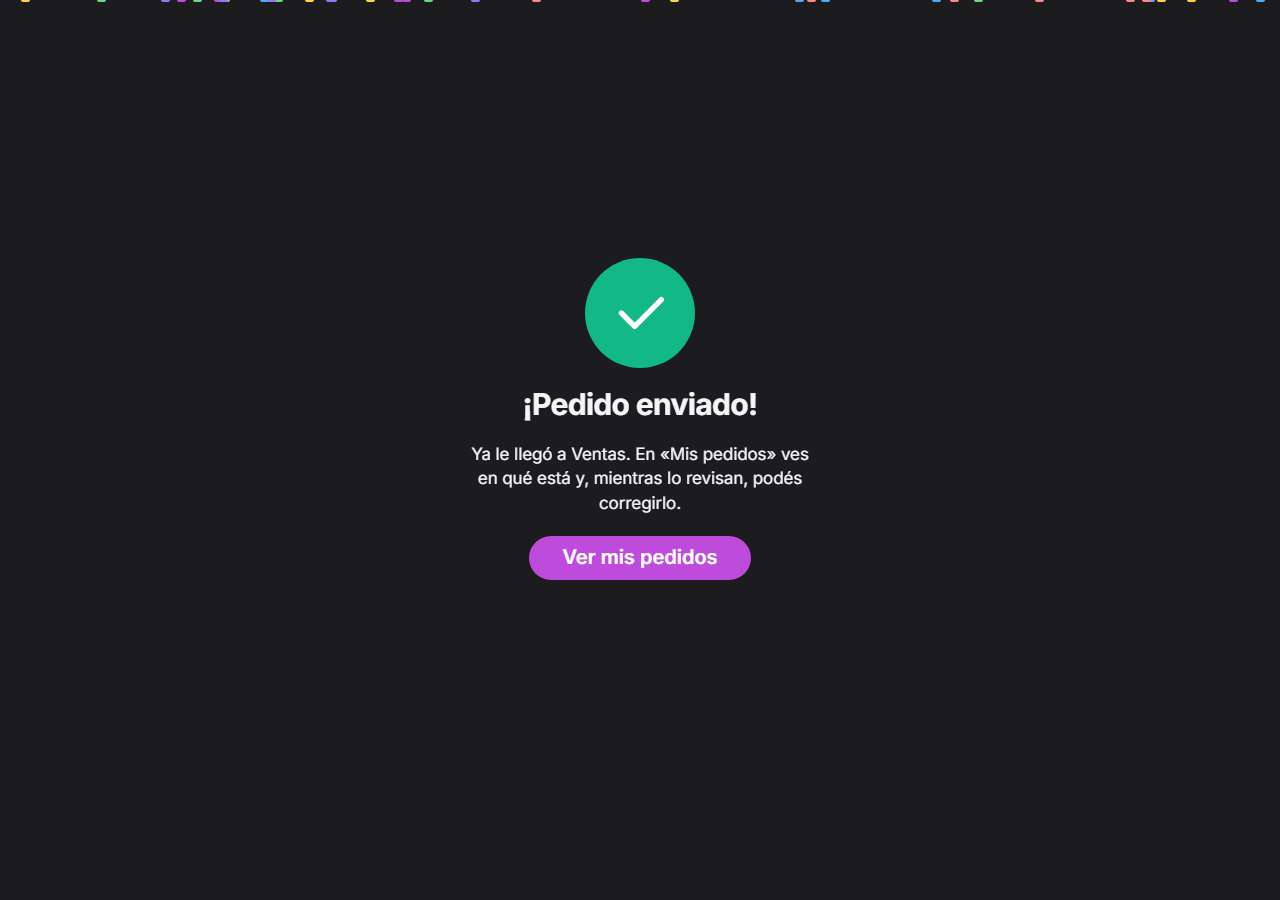 ¡Pedido enviado!
Ya le llegó a Ventas. En «Mis pedidos» ves
en qué está y, mientras lo revisan, podés
corregirlo.
Ver mis pedidos